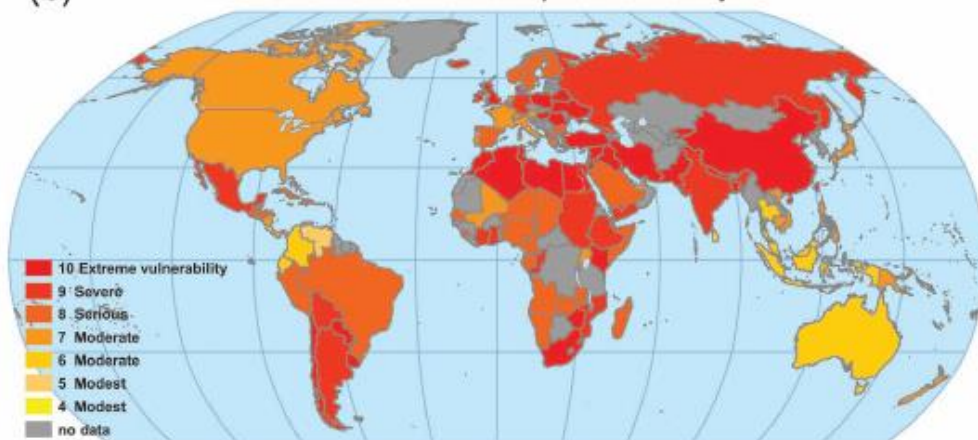 10 Extreme vulnerability
9 Severe
8 Serious
7 Moderate
6 Moderate
5 Modest
4 Modest
no data